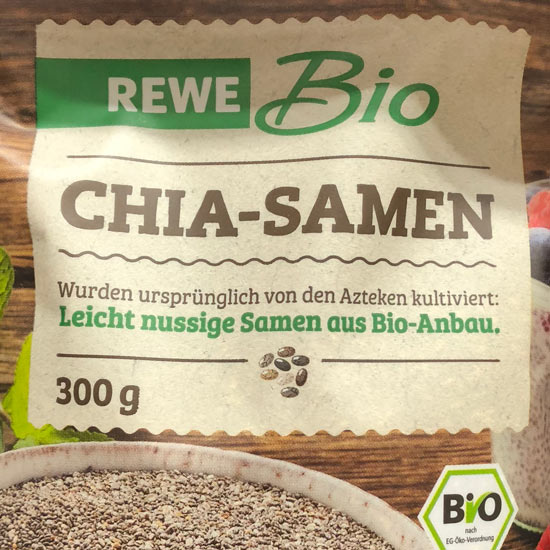 REWE Bio
CHIA-SAMEN
Wurden ursprünglich von den Azteken kultiviert:
Leicht nussige Samen aus Bio-Anbau.
300 g
BiO
nach
EG-Öko-Verordnung